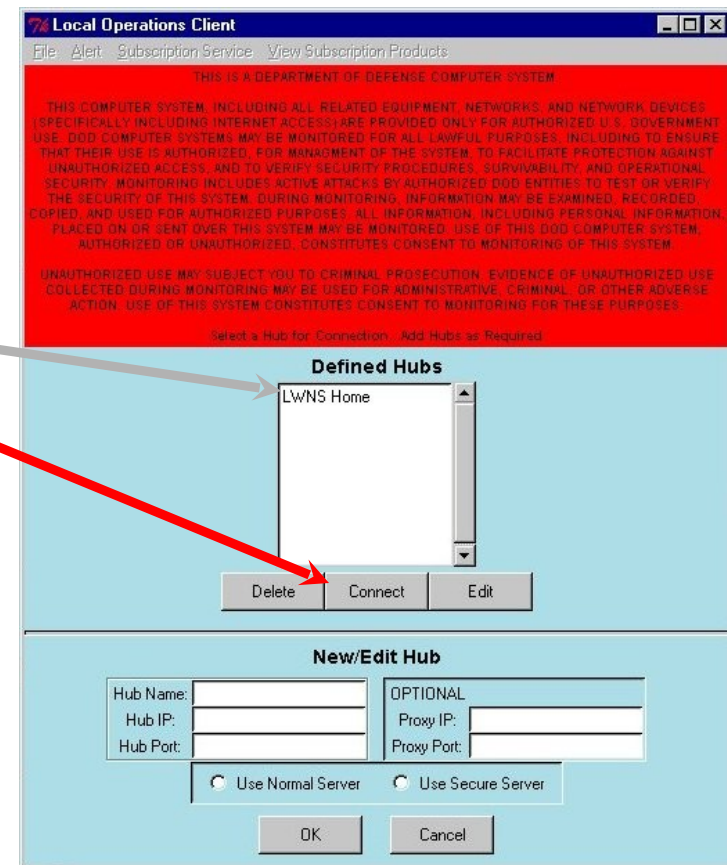 Local Operations Client
File Alert Subscription Service View Subscription Products
THIS IS A DEPARTMENT OF DEFENSE COMPUTER SYSTEM
THIS COMPUTER SYSTEM, INCLUDING ALL RELATED EQUIPMENT, NETWORKS, AND NETWORK DEVICES
(SPECIFICALLY INCLUDING INTERNET ACCESS) ARE PROVIDED ONLY FOR AUTHORIZED U.S. GOVERNMENT
USE. DOD COMPUTER SYSTEMS MAY BE MONITORED FOR ALL LAWFUL PURPOSES, INCLUDING TO ENSURE
THAT THEIR USE IS AUTHORIZED, FOR MANAGMENT OF THE SYSTEM, TO FACILITATE PROTECTION AGAINST
UNAUTHORIZED ACCESS, AND TO VERIFY SECURITY PROCEDURES, SURVIVABILITY, AND OPERATIONAL
SECURITY. MONITORING INCLUDES ACTIVE ATTACKS BY AUTHORIZED DOD ENTITIES TO TEST OR VERIFY
THE SECURITY OF THIS SYSTEM. DURING MONITORING, INFORMATION MAY BE EXAMINED, RECORDED,
COPIED, AND USED FOR AUTHORIZED PURPOSES. ALL INFORMATION, INCLUDING PERSONAL INFORMATION,
PLACED ON OR SENT OVER THIS SYSTEM MAY BE MONITORED. USE OF THIS DOD COMPUTER SYSTEM,
AUTHORIZED OR UNAUTHORIZED, CONSTITUTES CONSENT TO MONITORING OF THIS SYSTEM.
UNAUTHORIZED USE MAY SUBJECT YOU TO CRIMINAL PROSECUTION. EVIDENCE OF UNAUTHORIZED USE
COLLECTED DURING MONITORING MAY BE USED FOR ADMINISTRATIVE, CRIMINAL, OR OTHER ADVERSE
ACTION. USE OF THIS SYSTEM CONSTITUTES CONSENT TO MONITORING FOR THESE PURPOSES.
Select a Hub for Connection. Add Hubs as Required
Defined Hubs
LWNS Home
Delete Connect Edit
New/Edit Hub
Hub Name: OPTIONAL
Hub IP: Proxy IP:
Hub Port: Proxy Port:
Use Normal Server Use Secure Server
OK Cancel